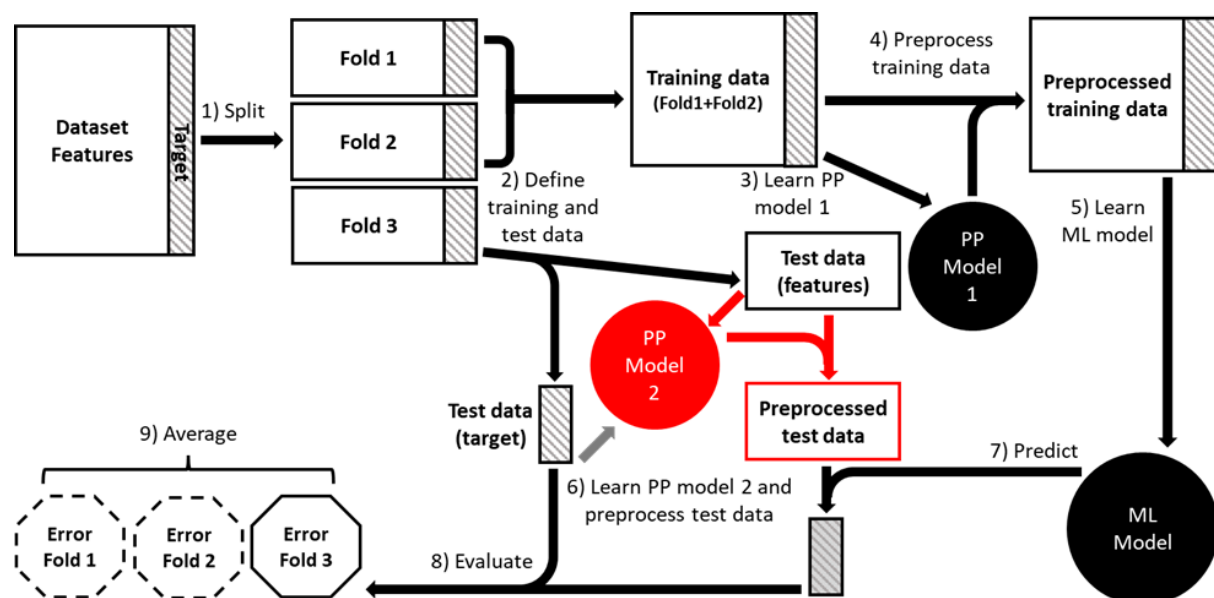 Dataset
Features
Target
1) Split
Fold 1
Fold 2
Fold 3
2) Define
training and
test data
Training data
(Fold1+Fold2)
3) Learn PP
model 1
4) Preprocess
training data
Preprocessed
training data
PP
Model
1
5) Learn
ML model
Test data
(features)
PP
Model
2
Preprocessed
test data
Test data
(target)
6) Learn PP model 2 and
preprocess test data
7) Predict
ML
Model
8) Evaluate
9) Average
Error
Fold 1
Error
Fold 2
Error
Fold 3